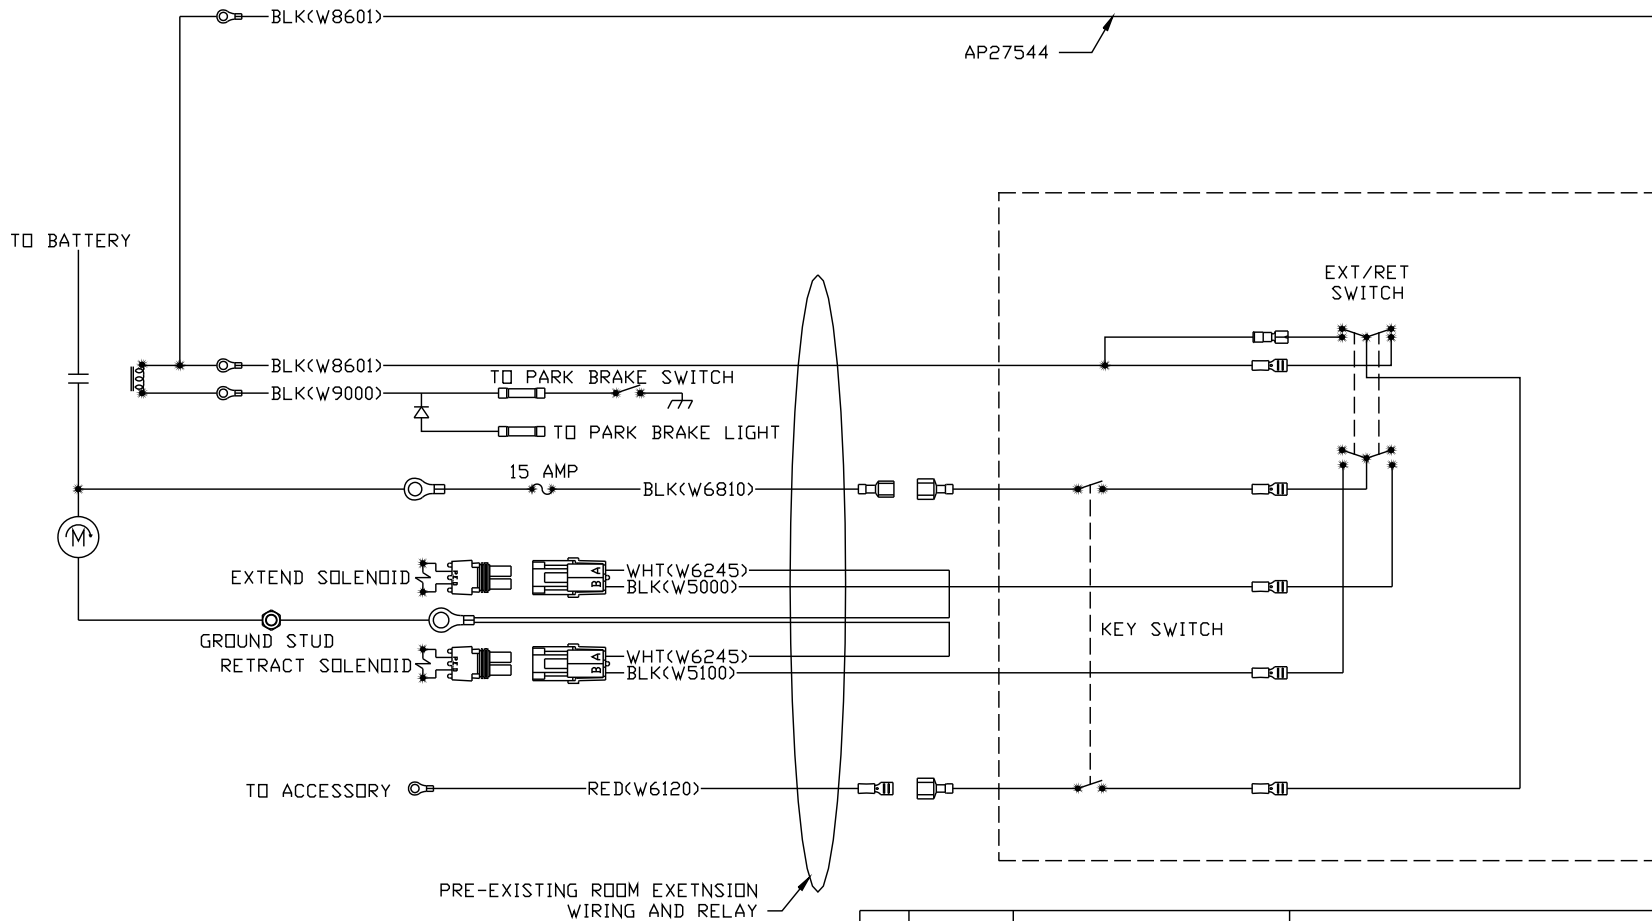 BLK(W8601)
AP27544
TO BATTERY
EXT/RET
SWITCH
BLK(W8601)
TO PARK BRAKE SWITCH
BLK(W9000)
TO PARK BRAKE LIGHT
15 AMP
BLK(W6810)
M
EXTEND SOLENOID
A
WHT(W6245)
B
BLK(W5000)
GROUND STUD
KEY SWITCH
RETRACT SOLENOID
A
WHT(W6245)
B
BLK(W5100)
TO ACCESSORY
RED(W6120)
PRE-EXISTING ROOM EXETNSION
WIRING AND RELAY